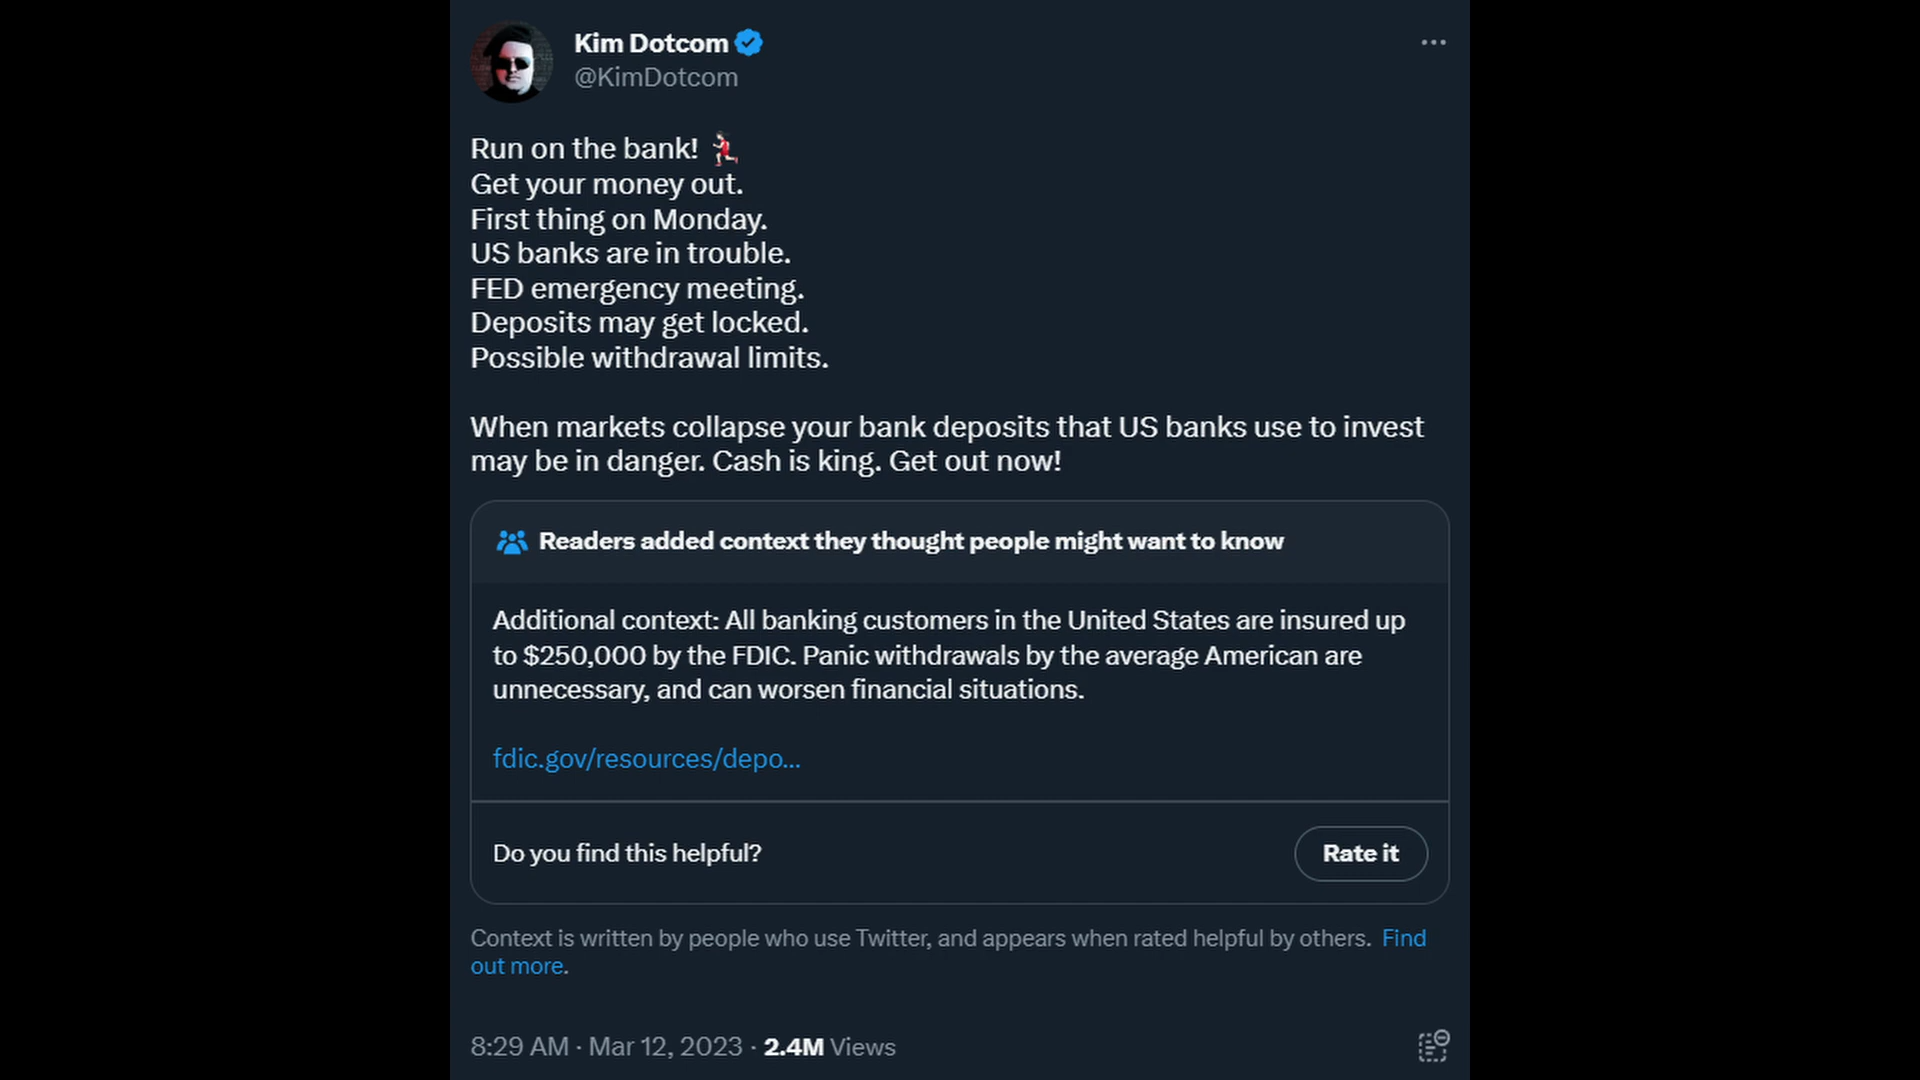 Kim Dotcom
@KimDotcom
Run on the bank! 🏃
Get your money out.
First thing on Monday.
US banks are in trouble.
FED emergency meeting.
Deposits may get locked.
Possible withdrawal limits.
When markets collapse your bank deposits that US banks use to invest
may be in danger. Cash is king. Get out now!
Readers added context they thought people might want to know
Additional context: All banking customers in the United States are insured up
to $250,000 by the FDIC. Panic withdrawals by the average American are
unnecessary, and can worsen financial situations.
fdic.gov/resources/depo...
Do you find this helpful?
Rate it
Context is written by people who use Twitter, and appears when rated helpful by others. Find
out more.
8:29 AM · Mar 12, 2023 · 2.4M Views